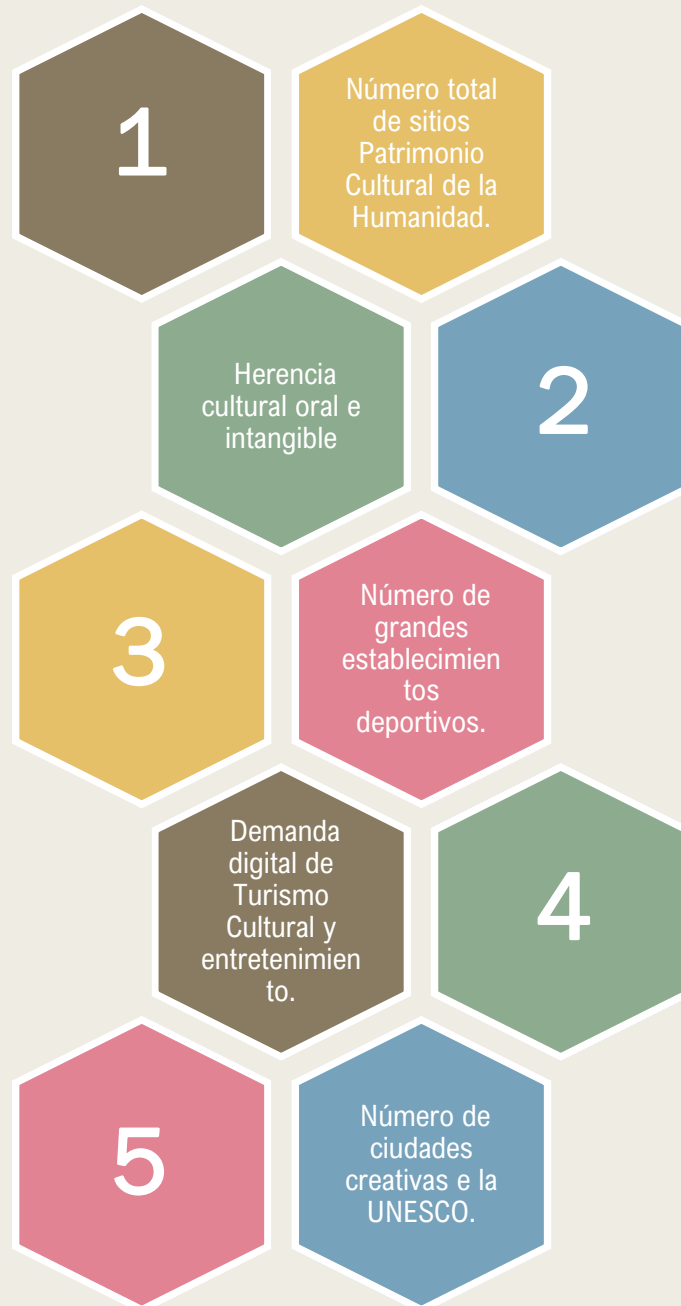 1
Número total
de sitios
Patrimonio
Cultural de la
Humanidad.
2
Herencia
cultural oral e
intangible
3
Número de
grandes
establecimien
tos
deportivos.
4
Demanda
digital de
Turismo
Cultural y
entretenimien
to.
5
Número de
ciudades
creativas e la
UNESCO.